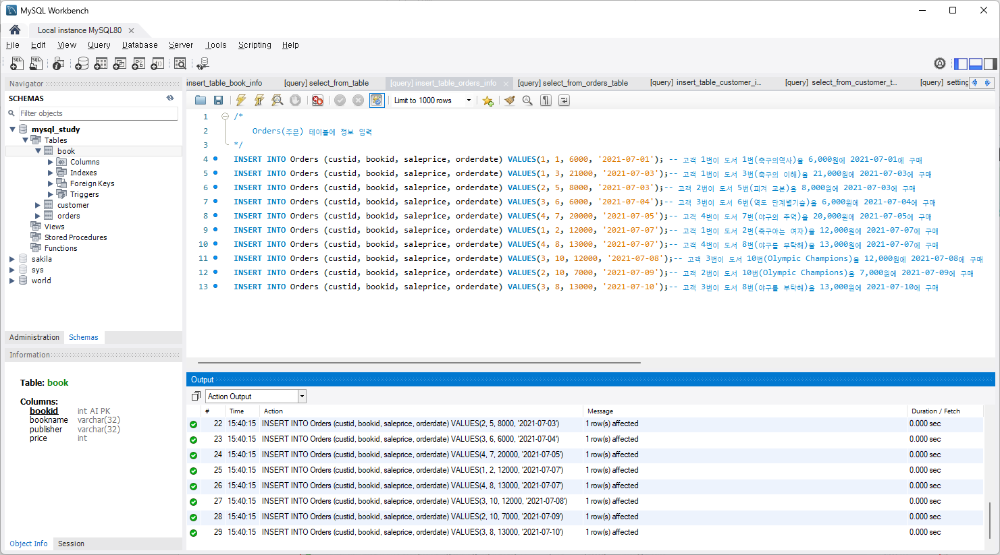 MySQL Workbench
Local instance MySQL80
File Edit View Query Database Server Tools Scripting Help
Navigator
SCHEMAS
Filter objects
mysql_study
Tables
book
Columns
Indexes
Foreign Keys
Triggers
customer
orders
Views
Stored Procedures
Functions
sakila
sys
world
Administration Schemas
Information
Table: book
Columns:
bookid int AI PK
bookname varchar(32)
publisher varchar(32)
price int
Object Info Session
insert_table_book_info [query] select_from_table [query] insert_table_orders_info [query] select_from_orders_table [query] insert_table_customer_i... [query] select_from_customer_t... [query] setting
Limit to 1000 rows
1 /*
2 Orders(주문) 테이블에 정보 입력
3 */
4 INSERT INTO Orders (custid, bookid, saleprice, orderdate) VALUES(1, 1, 6000, '2021-07-01'); -- 고객 1번이 도서 1번(축구의역사)을 6,000원에 2021-07-01에 구매
5 INSERT INTO Orders (custid, bookid, saleprice, orderdate) VALUES(1, 3, 21000, '2021-07-03');-- 고객 1번이 도서 3번(축구의 이해)을 21,000원에 2021-07-03에 구매
6 INSERT INTO Orders (custid, bookid, saleprice, orderdate) VALUES(2, 5, 8000, '2021-07-03');-- 고객 2번이 도서 5번(피겨 교본)을 8,000원에 2021-07-03에 구매
7 INSERT INTO Orders (custid, bookid, saleprice, orderdate) VALUES(3, 6, 6000, '2021-07-04');-- 고객 3번이 도서 6번(역도 단계별기술)을 6,000원에 2021-07-04에 구매
8 INSERT INTO Orders (custid, bookid, saleprice, orderdate) VALUES(4, 7, 20000, '2021-07-05');-- 고객 4번이 도서 7번(야구의 추억)을 20,000원에 2021-07-05에 구매
9 INSERT INTO Orders (custid, bookid, saleprice, orderdate) VALUES(1, 2, 12000, '2021-07-07');-- 고객 1번이 도서 2번(축구아는 여자)을 12,000원에 2021-07-07에 구매
10 INSERT INTO Orders (custid, bookid, saleprice, orderdate) VALUES(4, 8, 13000, '2021-07-07');-- 고객 4번이 도서 8번(야구를 부탁해)을 13,000원에 2021-07-07에 구매
11 INSERT INTO Orders (custid, bookid, saleprice, orderdate) VALUES(3, 10, 12000, '2021-07-08');-- 고객 3번이 도서 10번(Olympic Champions)을 12,000원에 2021-07-08에 구매
12 INSERT INTO Orders (custid, bookid, saleprice, orderdate) VALUES(2, 10, 7000, '2021-07-09');-- 고객 2번이 도서 10번(Olympic Champions)을 7,000원에 2021-07-09에 구매
13 INSERT INTO Orders (custid, bookid, saleprice, orderdate) VALUES(3, 8, 13000, '2021-07-10');-- 고객 3번이 도서 8번(야구를 부탁해)을 13,000원에 2021-07-10에 구매
Output
Action Output
# Time Action Message Duration / Fetch
22 15:40:15 INSERT INTO Orders (custid, bookid, saleprice, orderdate) VALUES(2, 5, 8000, '2021-07-03') 1 row(s) affected 0.000 sec
23 15:40:15 INSERT INTO Orders (custid, bookid, saleprice, orderdate) VALUES(3, 6, 6000, '2021-07-04') 1 row(s) affected 0.000 sec
24 15:40:15 INSERT INTO Orders (custid, bookid, saleprice, orderdate) VALUES(4, 7, 20000, '2021-07-05') 1 row(s) affected 0.000 sec
25 15:40:15 INSERT INTO Orders (custid, bookid, saleprice, orderdate) VALUES(1, 2, 12000, '2021-07-07') 1 row(s) affected 0.000 sec
26 15:40:15 INSERT INTO Orders (custid, bookid, saleprice, orderdate) VALUES(4, 8, 13000, '2021-07-07') 1 row(s) affected 0.000 sec
27 15:40:15 INSERT INTO Orders (custid, bookid, saleprice, orderdate) VALUES(3, 10, 12000, '2021-07-08') 1 row(s) affected 0.000 sec
28 15:40:15 INSERT INTO Orders (custid, bookid, saleprice, orderdate) VALUES(2, 10, 7000, '2021-07-09') 1 row(s) affected 0.000 sec
29 15:40:15 INSERT INTO Orders (custid, bookid, saleprice, orderdate) VALUES(3, 8, 13000, '2021-07-10') 1 row(s) affected 0.000 sec